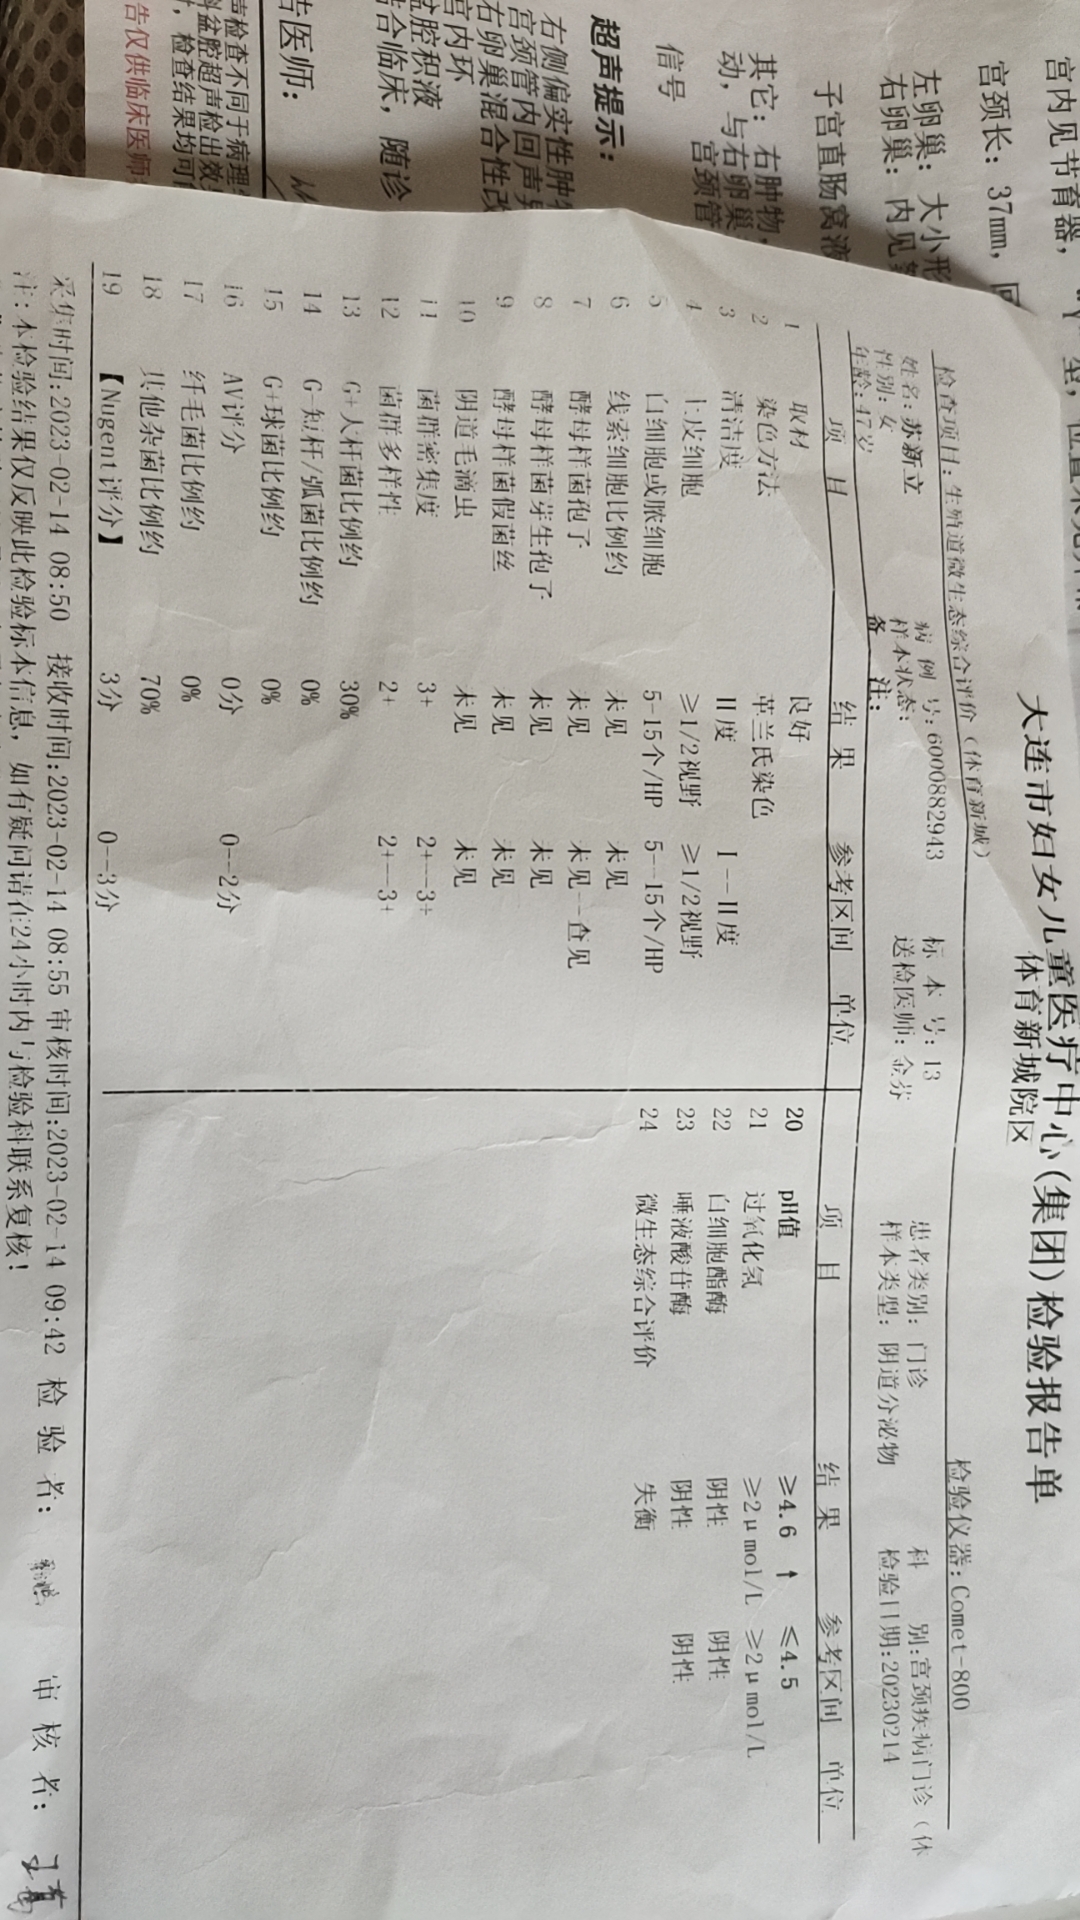 宫内见节育器，"Y"型，位置未见异常
宫颈长：37mm，回
左卵巢：大小形
右卵巢：内见
子宫直肠窝液
其它：右肿物，
动，与右卵巢
宫颈管
信号
超声提示：
右侧偏实性肿物
宫颈管内回声异
右卵巢混合性改
宫内环
盆腔积液
结合临床，随诊
告医师：
声检查不同于病理
科盆腔超声检出效果
时，检查结果均可
告仅供临床医师
大连市妇女儿童医疗中心(集团)检验报告单
体育新城院区
检查项目：生殖道微生态综合评价（体育新城） 检验仪器：Comet-800
姓名：苏新立 病例号：6000882943 标本号：13 患者类别：门诊 科别：宫颈疾病门诊（体
性别：女 样本状态： 送检医师：金芬 样本类型：阴道分泌物 检验日期：20230214
年龄：47岁 备注：
项目 结果 参考区间 单位 项目 结果 参考区间 单位
1 取材 良好
2 染色方法 革兰氏染色
3 清洁度 II度 I--II度
4 上皮细胞 ≥1/2视野 ≥1/2视野
5 白细胞或脓细胞 5-15个/HP 5--15个/HP
6 线索细胞比例约 未见 未见
7 酵母样菌孢子 未见 未见--查见
8 酵母样菌芽生孢子 未见 未见
9 酵母样菌假菌丝 未见 未见
10 阴道毛滴虫 未见 未见
11 菌群密集度 3+ 2+--3+
12 菌群多样性 2+ 2+--3+
13 G+大杆菌比例约 30%
14 G-短杆/弧菌比例约 0%
15 G+球菌比例约 0%
16 AV评分 0分 0--2分
17 纤毛菌比例约 0%
18 其他杂菌比例约 70%
19 【Nugent评分】 3分 0--3分
20 pH值 ≥4.6 ↑ ≤4.5
21 过氧化氢 ≥2μmol/L ≥2μmol/L
22 白细胞酯酶 阴性 阴性
23 唾液酸苷酶 阴性 阴性
24 微生态综合评价 失衡
采集时间:2023-02-14 08:50 接收时间:2023-02-14 08:55 审核时间:2023-02-14 09:42 检验者： 审核者：
注:本检验结果仅反映此检验标本信息，如有疑问请在24小时内与检验科联系复核！